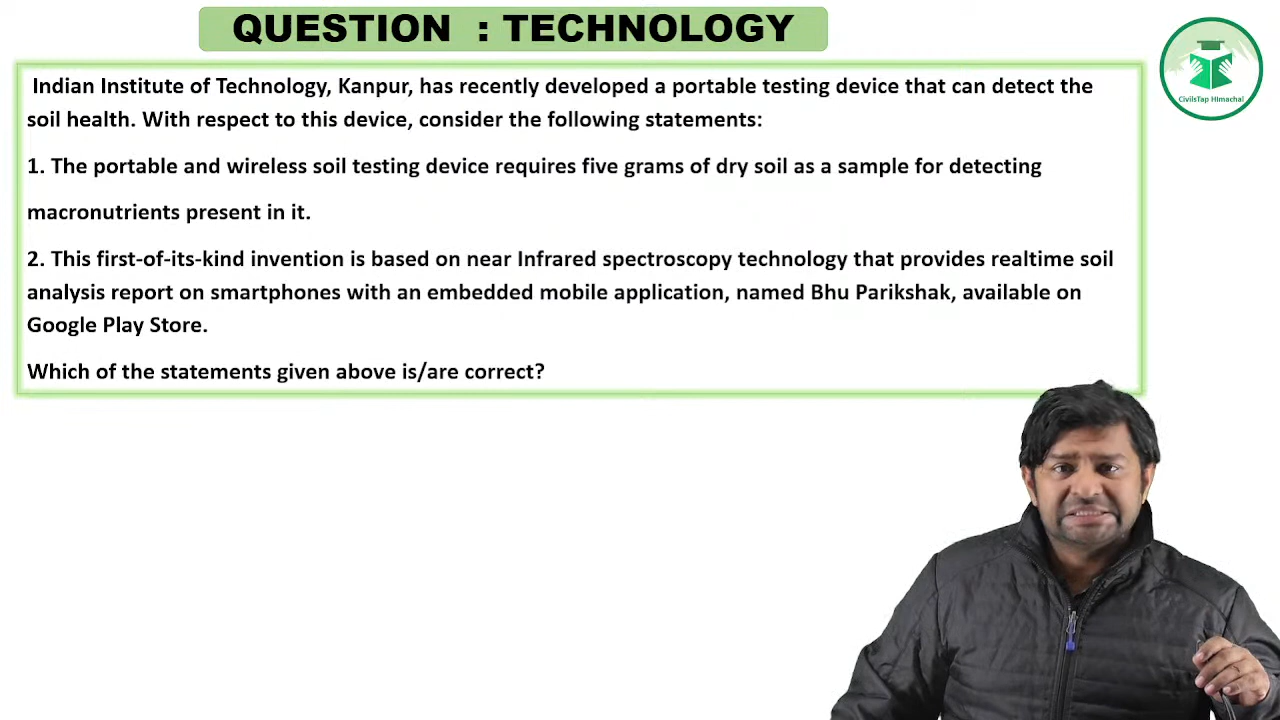 QUESTION : TECHNOLOGY
Indian Institute of Technology, Kanpur, has recently developed a portable testing device that can detect the
soil health. With respect to this device, consider the following statements:
1. The portable and wireless soil testing device requires five grams of dry soil as a sample for detecting
macronutrients present in it.
2. This first-of-its-kind invention is based on near Infrared spectroscopy technology that provides realtime soil
analysis report on smartphones with an embedded mobile application, named Bhu Parikshak, available on
Google Play Store.
Which of the statements given above is/are correct?
CivilsTap Himachal